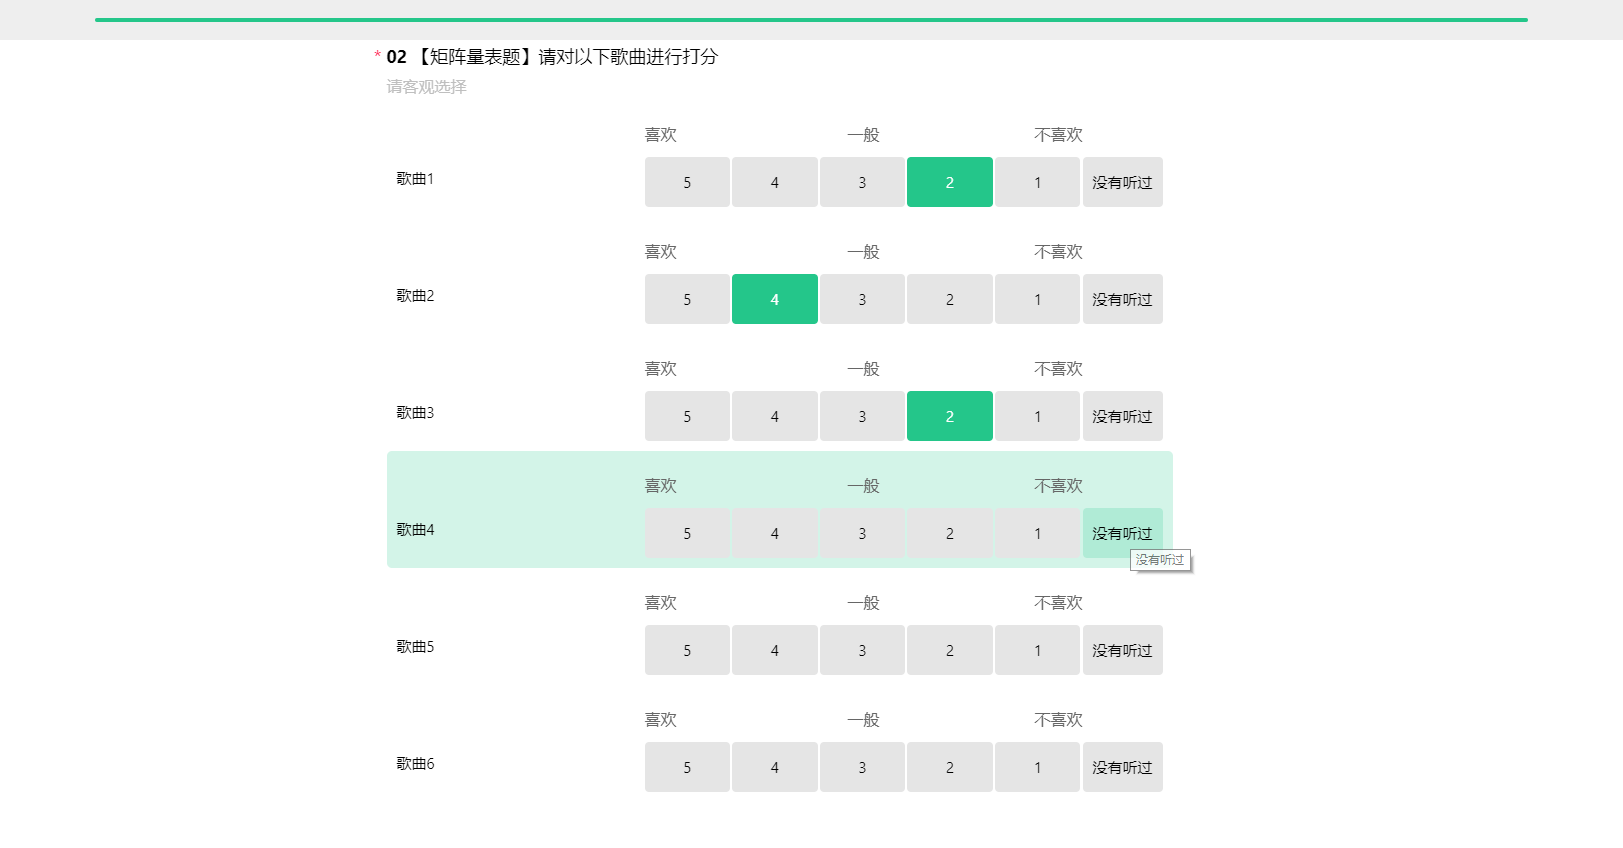 * 02 【矩阵量表题】请对以下歌曲进行打分
请客观选择
喜欢 一般 不喜欢
歌曲1 5 4 3 2 1 没有听过
喜欢 一般 不喜欢
歌曲2 5 4 3 2 1 没有听过
喜欢 一般 不喜欢
歌曲3 5 4 3 2 1 没有听过
喜欢 一般 不喜欢
歌曲4 5 4 3 2 1 没有听过
没有听过
喜欢 一般 不喜欢
歌曲5 5 4 3 2 1 没有听过
喜欢 一般 不喜欢
歌曲6 5 4 3 2 1 没有听过